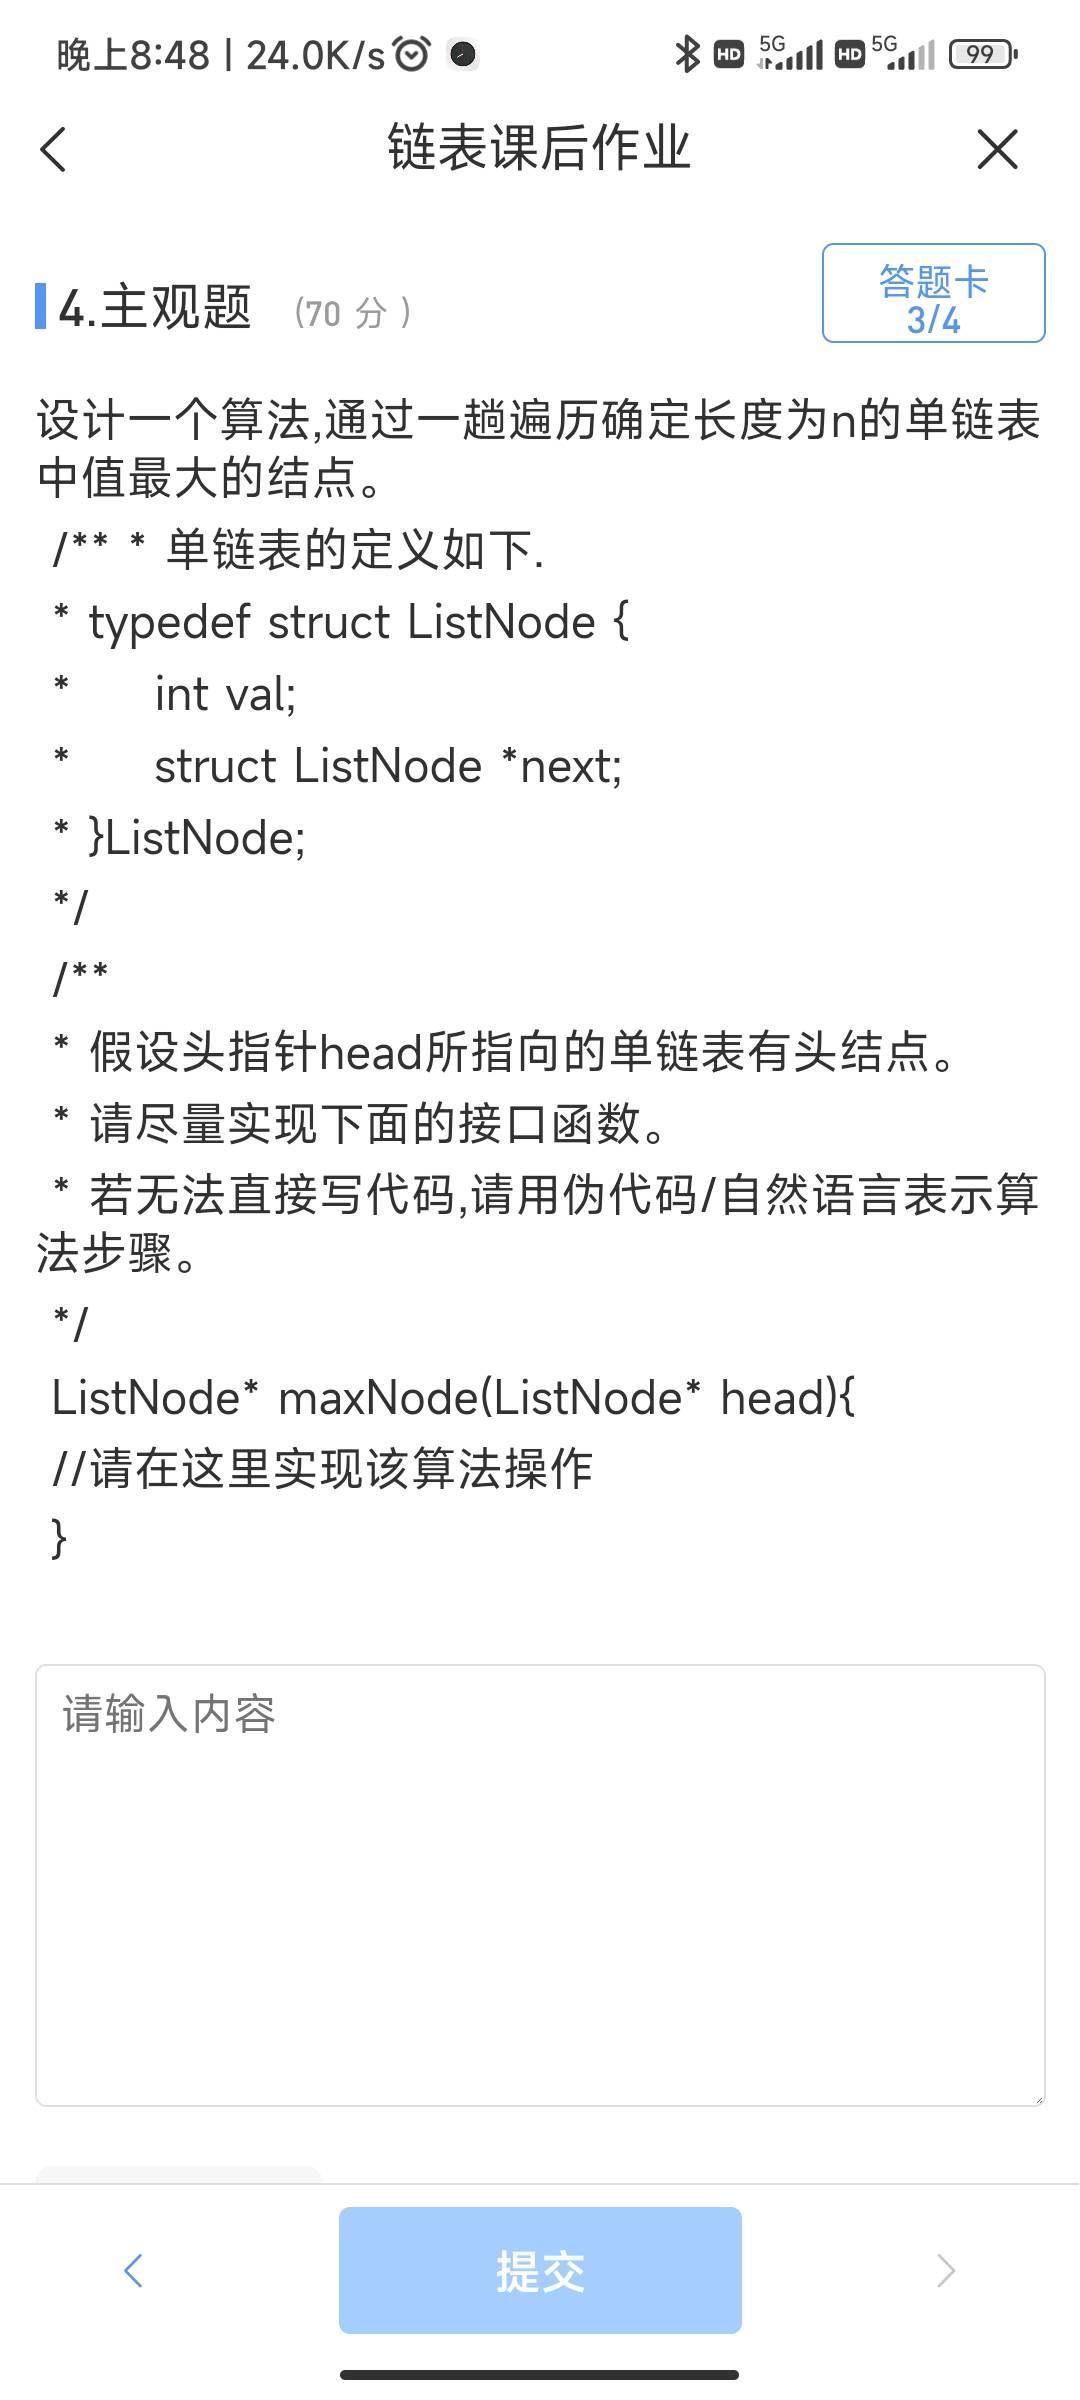 晚上8:48 | 24.0K/s
HD 5G HD 5G 99
链表课后作业
4.主观题 (70 分)
答题卡
3/4
设计一个算法,通过一趟遍历确定长度为n的单链表
中值最大的结点。
/** * 单链表的定义如下.
* typedef struct ListNode {
* int val;
* struct ListNode *next;
* }ListNode;
*/
/**
* 假设头指针head所指向的单链表有头结点。
* 请尽量实现下面的接口函数。
* 若无法直接写代码,请用伪代码/自然语言表示算
法步骤。
*/
ListNode* maxNode(ListNode* head){
//请在这里实现该算法操作
}
请输入内容
提交